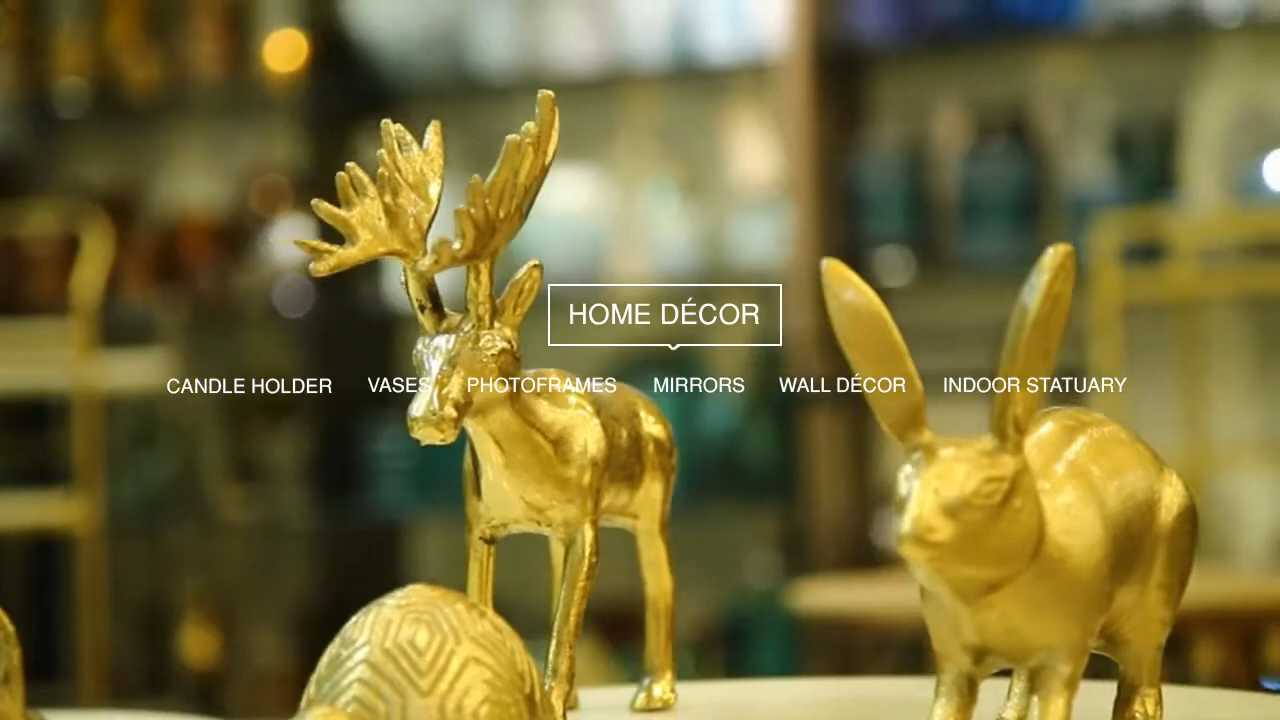 HOME DÉCOR
CANDLE HOLDER VASES PHOTOFRAMES MIRRORS WALL DÉCOR INDOOR STATUARY